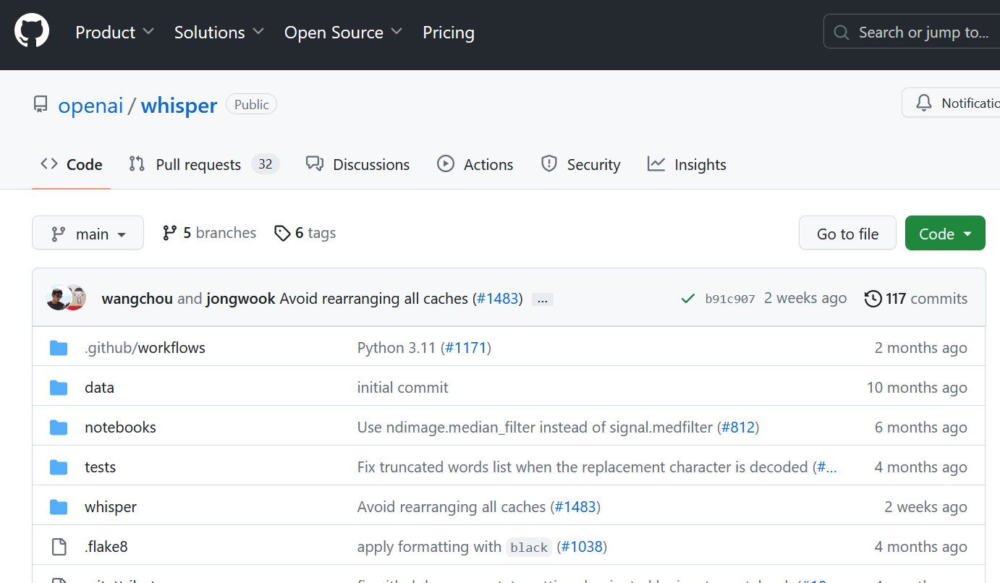 Product Solutions Open Source Pricing Search or jump to...
openai / whisper Public
Code Pull requests 32 Discussions Actions Security Insights
main 5 branches 6 tags Go to file Code
wangchou and jongwook Avoid rearranging all caches (#1483) ... b91c907 2 weeks ago 117 commits
.github/workflows Python 3.11 (#1171) 2 months ago
data initial commit 10 months ago
notebooks Use ndimage.median_filter instead of signal.medfilter (#812) 6 months ago
tests Fix truncated words list when the replacement character is decoded (#... 4 months ago
whisper Avoid rearranging all caches (#1483) 2 weeks ago
.flake8 apply formatting with black (#1038) 4 months ago